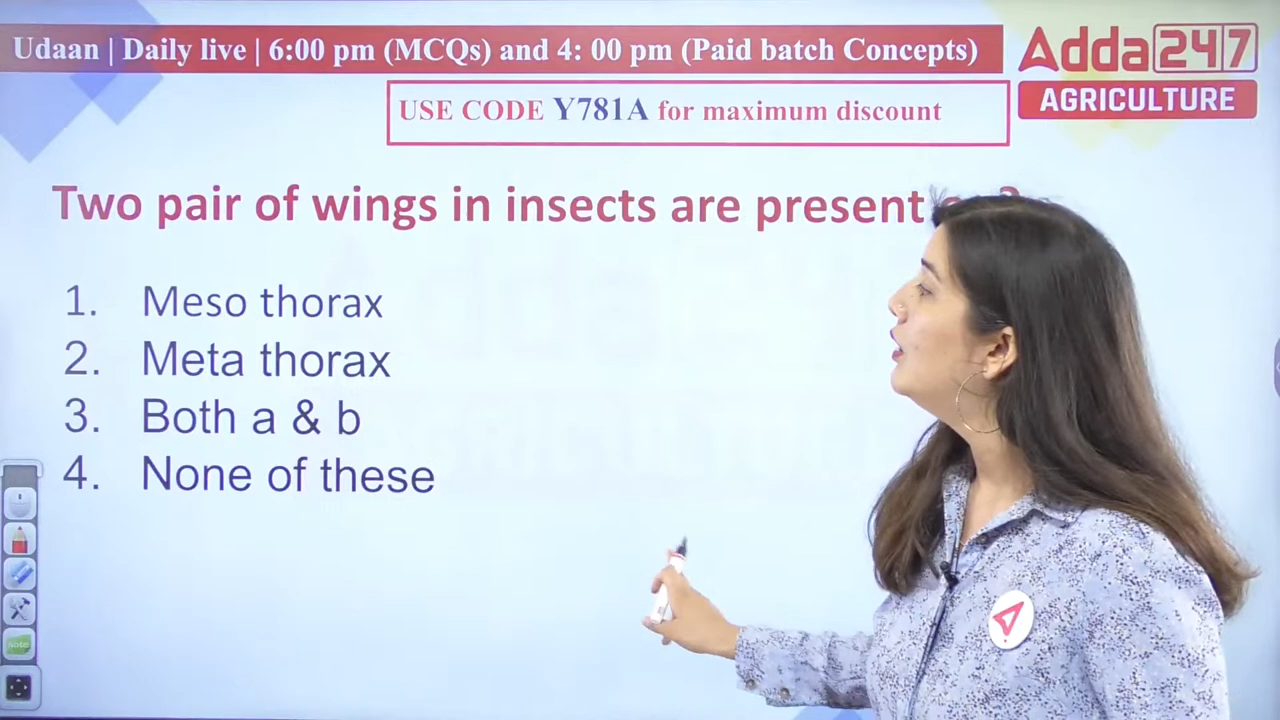 Udaan | Daily live | 6:00 pm (MCQs) and 4: 00 pm (Paid batch Concepts)
Adda 247
AGRICULTURE
USE CODE Y781A for maximum discount
Two pair of wings in insects are present ?
1. Meso thorax
2. Meta thorax
3. Both a & b
4. None of these